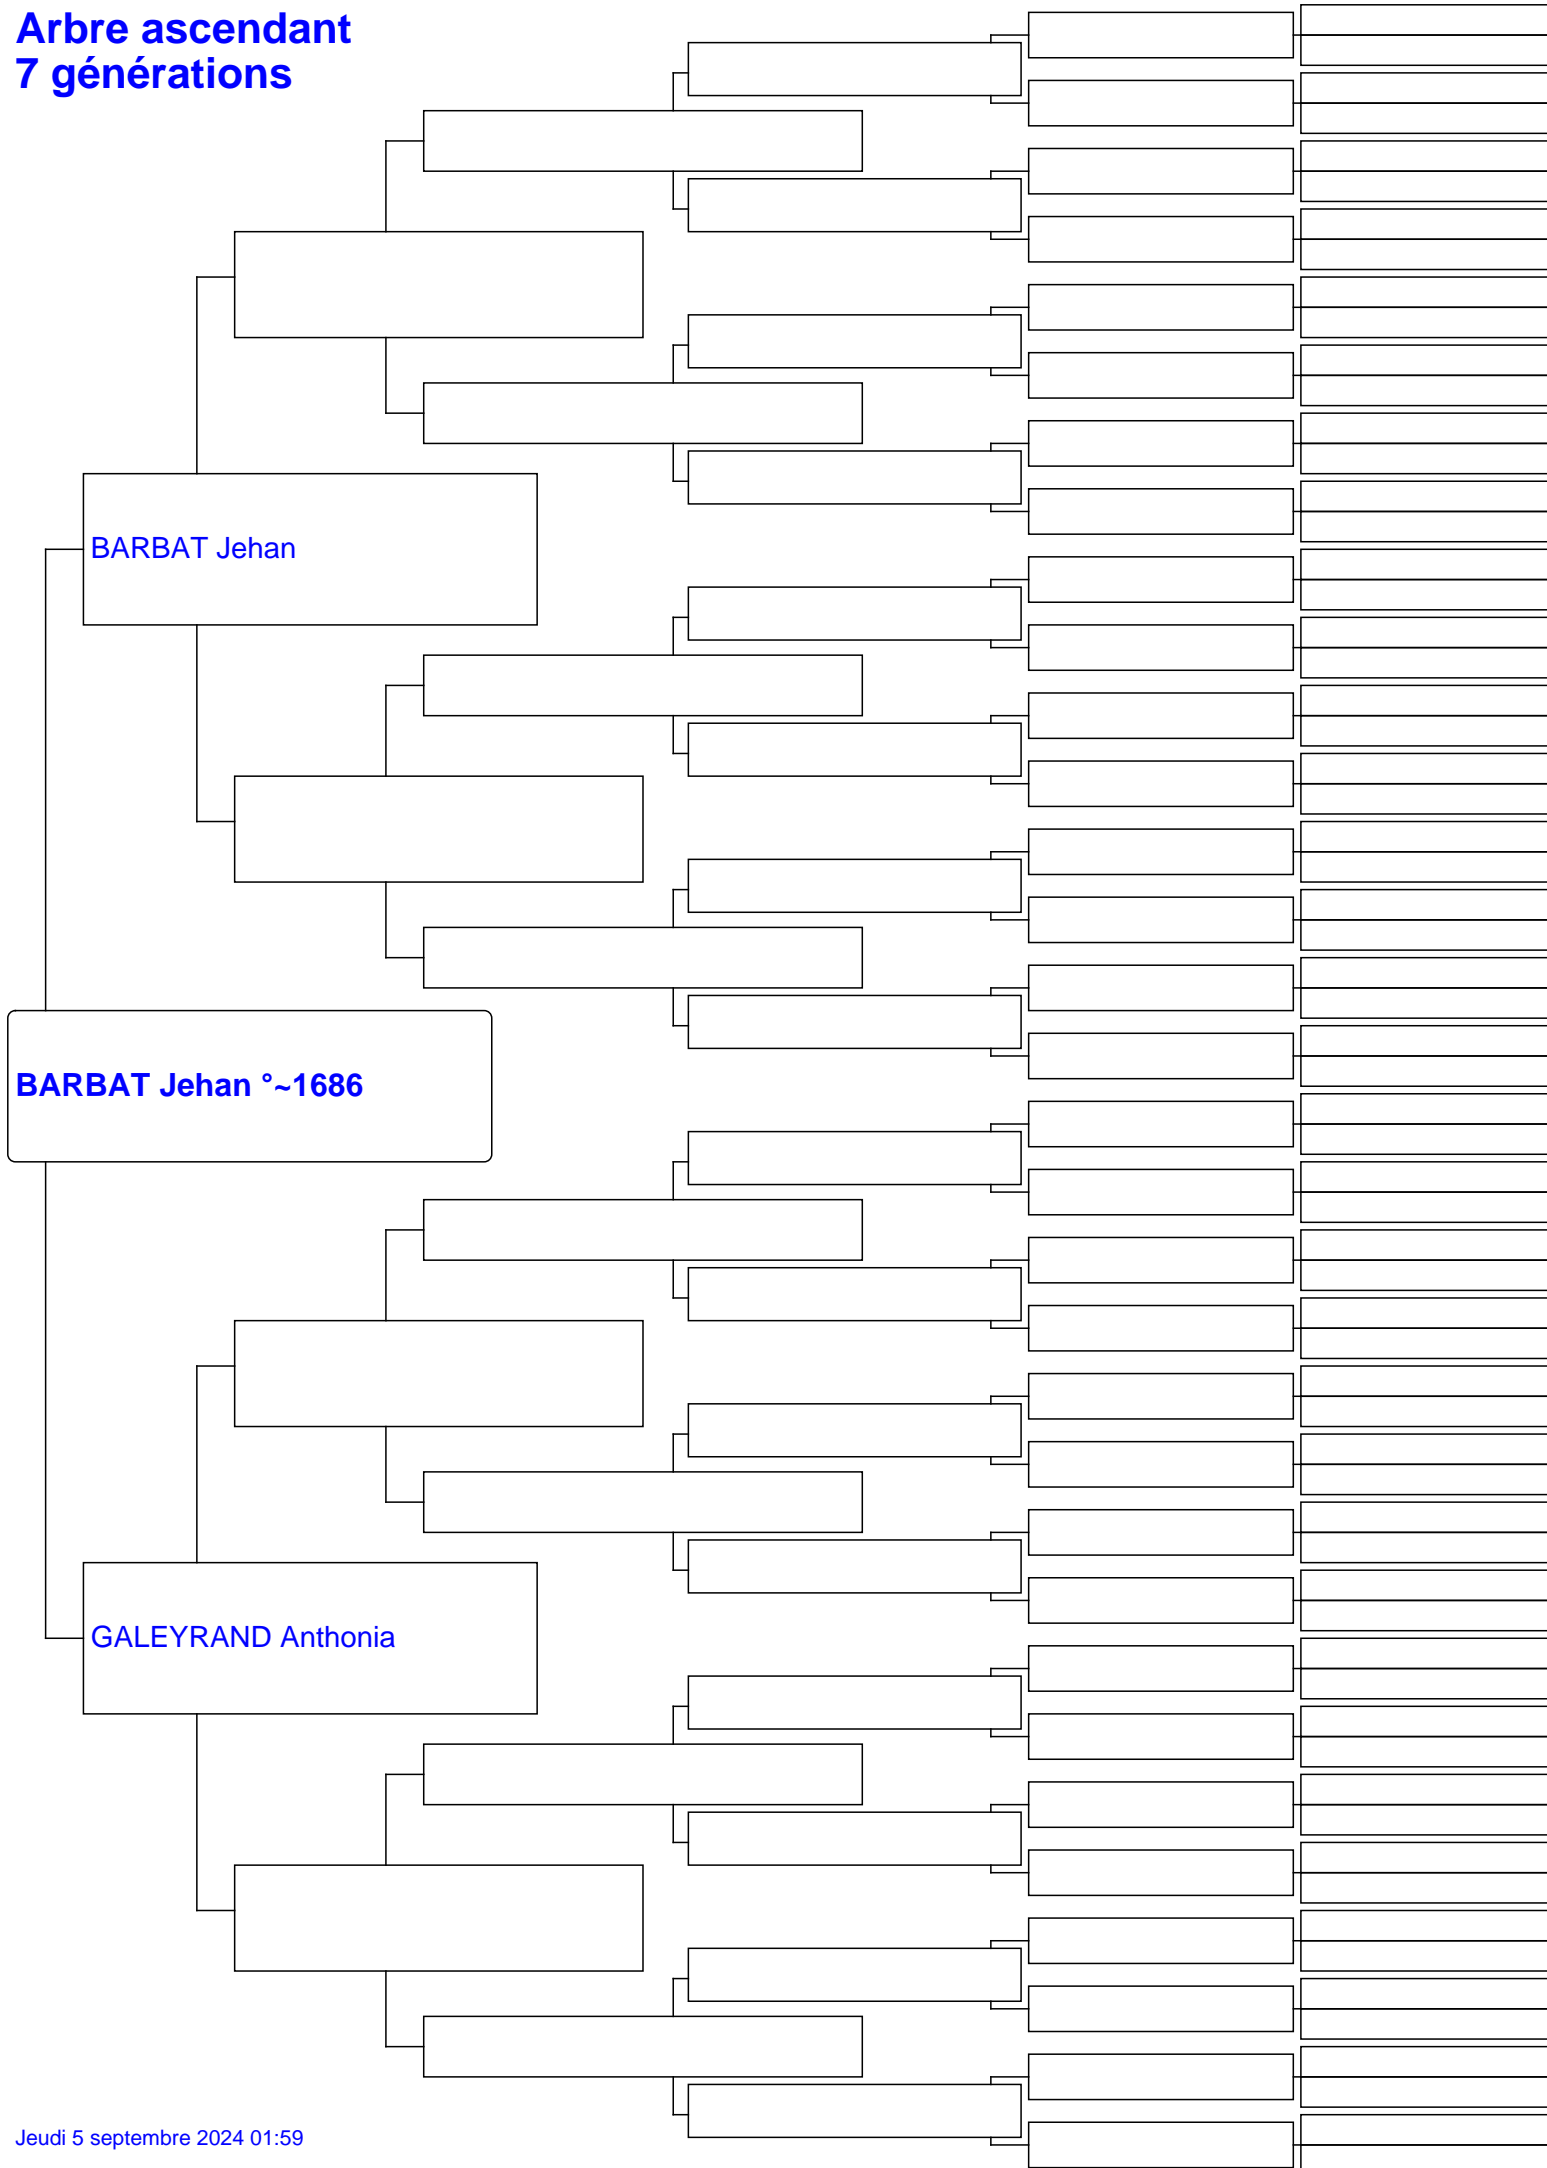 Arbre ascendant
7 générations
BARBAT Jehan
BARBAT Jehan °~1686
GALEYRAND Anthonia
Jeudi 5 septembre 2024 01:59